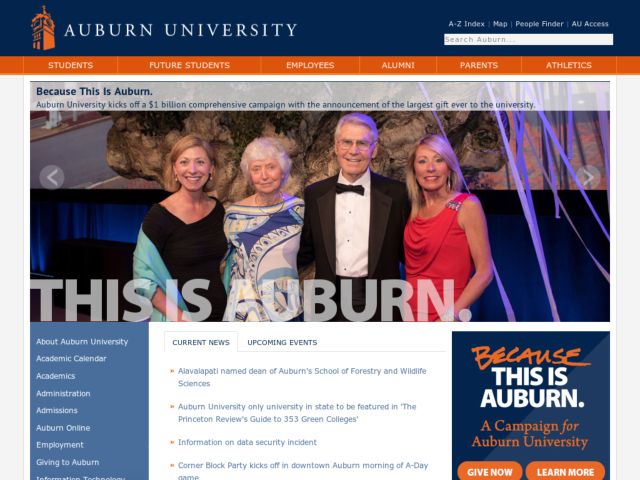 AUBURN UNIVERSITY
A-Z Index | Map | People Finder | AU Access
Search Auburn...
STUDENTS
FUTURE STUDENTS
EMPLOYEES
ALUMNI
PARENTS
ATHLETICS
Because This Is Auburn.
Auburn University kicks off a $1 billion comprehensive campaign with the announcement of the largest gift ever to the university.
THIS IS AUBURN.
About Auburn University
Academic Calendar
Academics
Administration
Admissions
Auburn Online
Employment
Giving to Auburn
Information Technology
CURRENT NEWS
UPCOMING EVENTS
Alavalapati named dean of Auburn's School of Forestry and Wildlife
Sciences
Auburn University only university in state to be featured in 'The
Princeton Review's Guide to 353 Green Colleges'
Information on data security incident
Corner Block Party kicks off in downtown Auburn morning of A-Day
game
BECAUSE
THIS IS
AUBURN.
A Campaign for
Auburn University
GIVE NOW
LEARN MORE